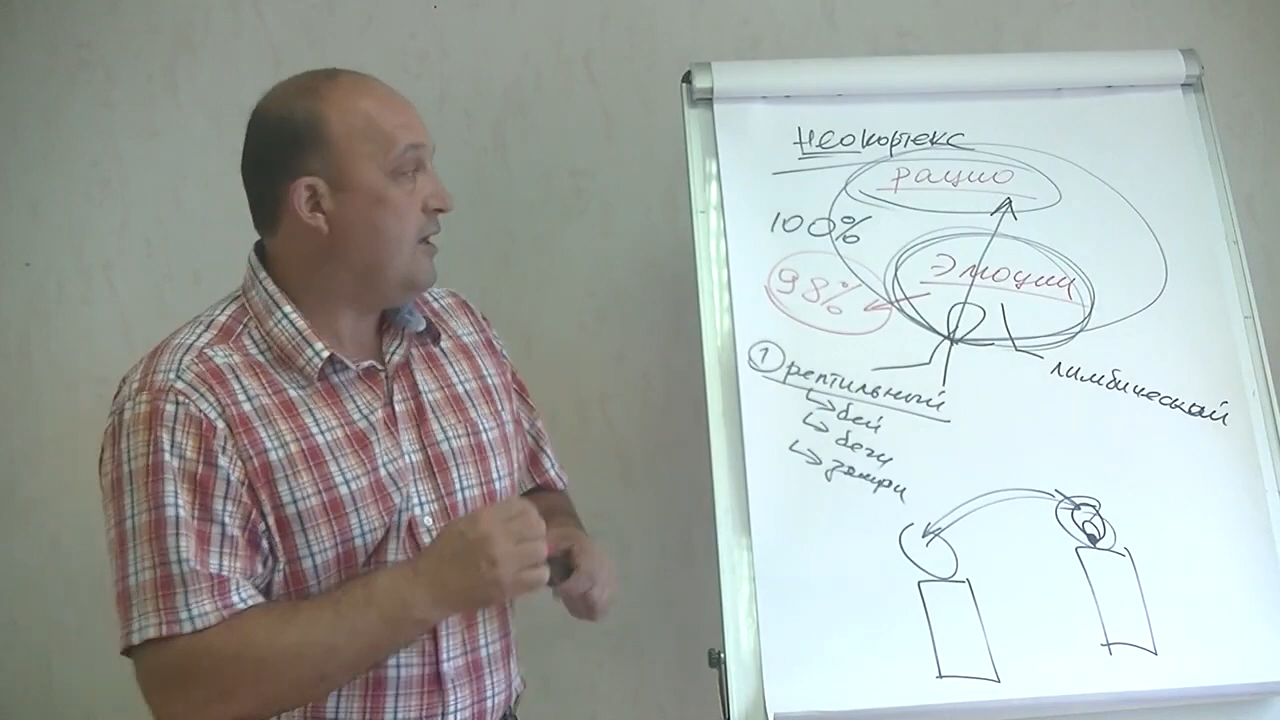 неокортекс
рацио
100%
эмоции
98%
① рептильный
лимбический
↳ бей
↳ беги
↳ замри